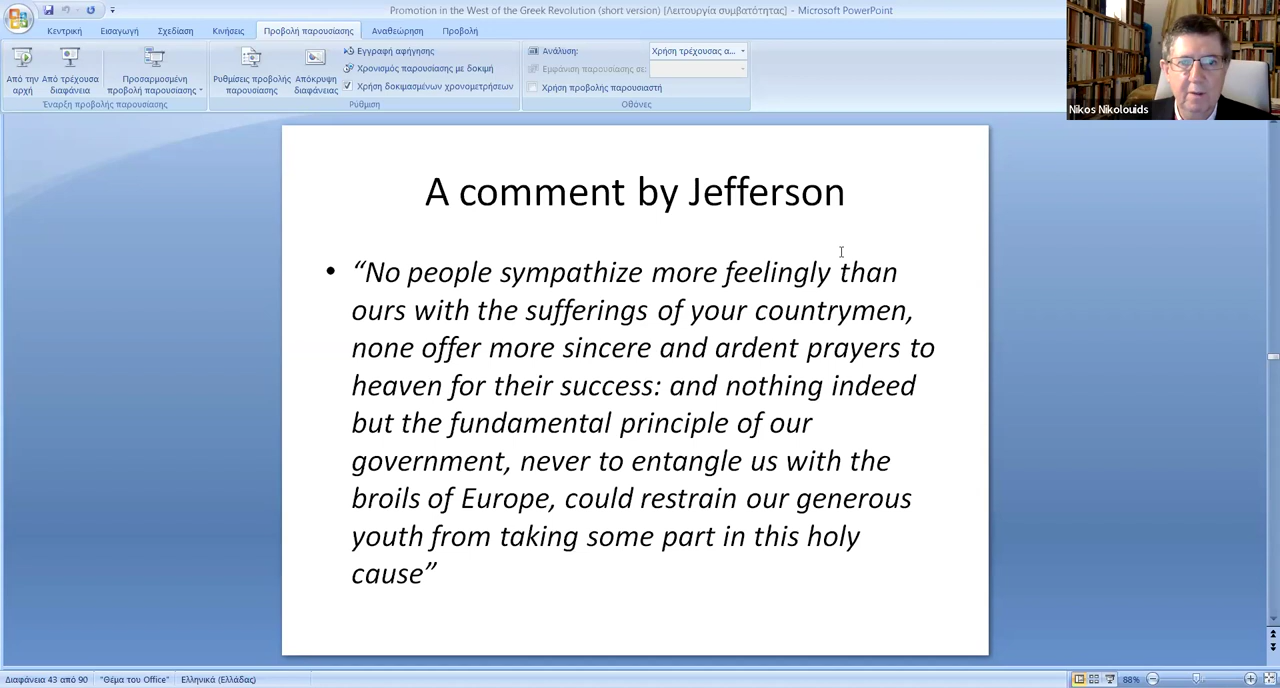 Promotion in the West of the Greek Revolution (short version) [Λειτουργία συμβατότητας] - Microsoft PowerPoint
Κεντρική Εισαγωγή Σχεδίαση Κινήσεις Προβολή παρουσίασης Αναθεώρηση Προβολή
Από την αρχή
Από τρέχουσα διαφάνεια
Προσαρμοσμένη προβολή παρουσίασης
Έναρξη προβολής παρουσίασης
Ρυθμίσεις προβολής παρουσίασης
Απόκρυψη διαφάνειας
Εγγραφή αφήγησης
Χρονισμός παρουσίασης με δοκιμή
Χρήση δοκιμασμένων χρονομετρήσεων
Ρύθμιση
Ανάλυση: Χρήση τρέχουσας α...
Εμφάνιση παρουσίασης σε:
Χρήση προβολής παρουσιαστή
Οθόνες
Nikos Nikolouids
A comment by Jefferson
• “No people sympathize more feelingly than
ours with the sufferings of your countrymen,
none offer more sincere and ardent prayers to
heaven for their success: and nothing indeed
but the fundamental principle of our
government, never to entangle us with the
broils of Europe, could restrain our generous
youth from taking some part in this holy
cause”
Διαφάνεια 43 από 90 "Θέμα του Office" Ελληνικά (Ελλάδας) 88%